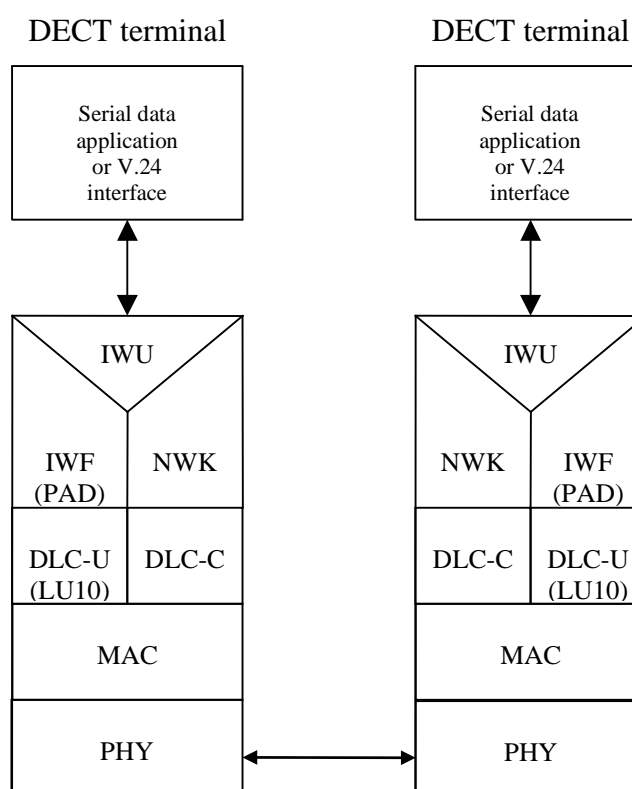 DECT terminal
DECT terminal
Serial data
application
or V.24
interface
Serial data
application
or V.24
interface
IWU
IWU
IWF
(PAD)
NWK
NWK
IWF
(PAD)
DLC-U
(LU10)
DLC-C
DLC-C
DLC-U
(LU10)
MAC
MAC
PHY
PHY